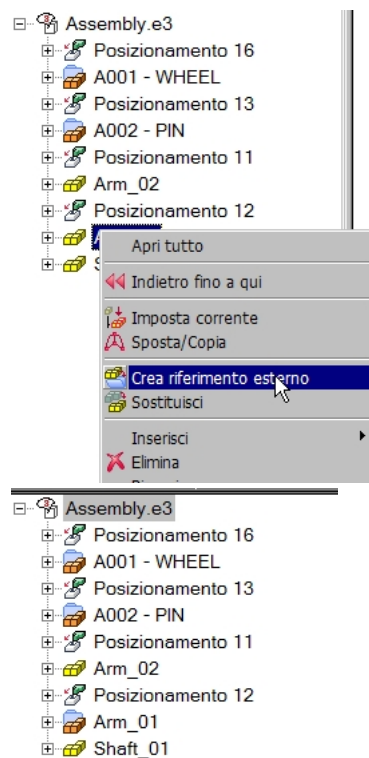 Assembly.e3
Posizionamento 16
A001 - WHEEL
Posizionamento 13
A002 - PIN
Posizionamento 11
Arm_02
Posizionamento 12
Apri tutto
Indietro fino a qui
Imposta corrente
Sposta/Copia
Crea riferimento esterno
Sostituisci
Inserisci
Elimina
Assembly.e3
Posizionamento 16
A001 - WHEEL
Posizionamento 13
A002 - PIN
Posizionamento 11
Arm_02
Posizionamento 12
Arm_01
Shaft_01